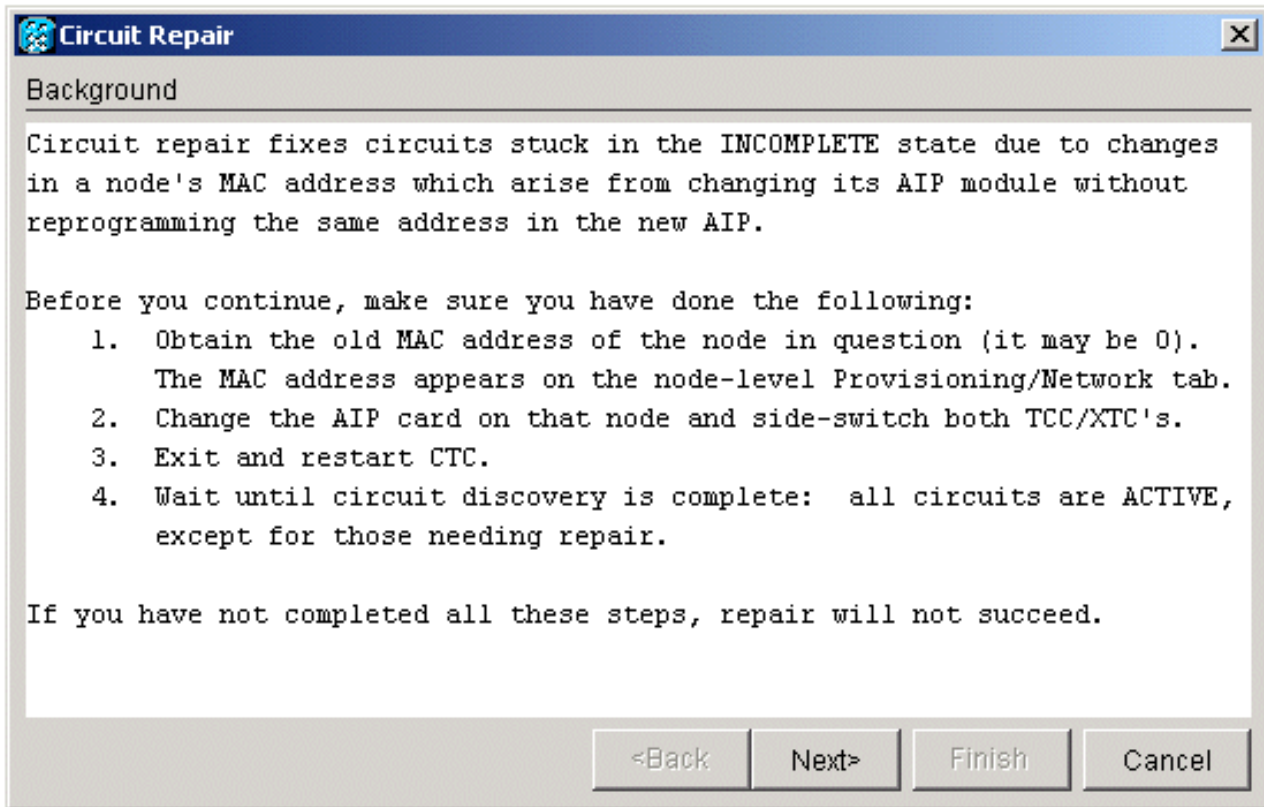 Circuit Repair
Background
Circuit repair fixes circuits stuck in the INCOMPLETE state due to changes
in a node's MAC address which arise from changing its AIP module without
reprogramming the same address in the new AIP.
Before you continue, make sure you have done the following:
1. Obtain the old MAC address of the node in question (it may be 0).
The MAC address appears on the node-level Provisioning/Network tab.
2. Change the AIP card on that node and side-switch both TCC/XTC's.
3. Exit and restart CTC.
4. Wait until circuit discovery is complete: all circuits are ACTIVE,
except for those needing repair.
If you have not completed all these steps, repair will not succeed.
<Back Next> Finish Cancel